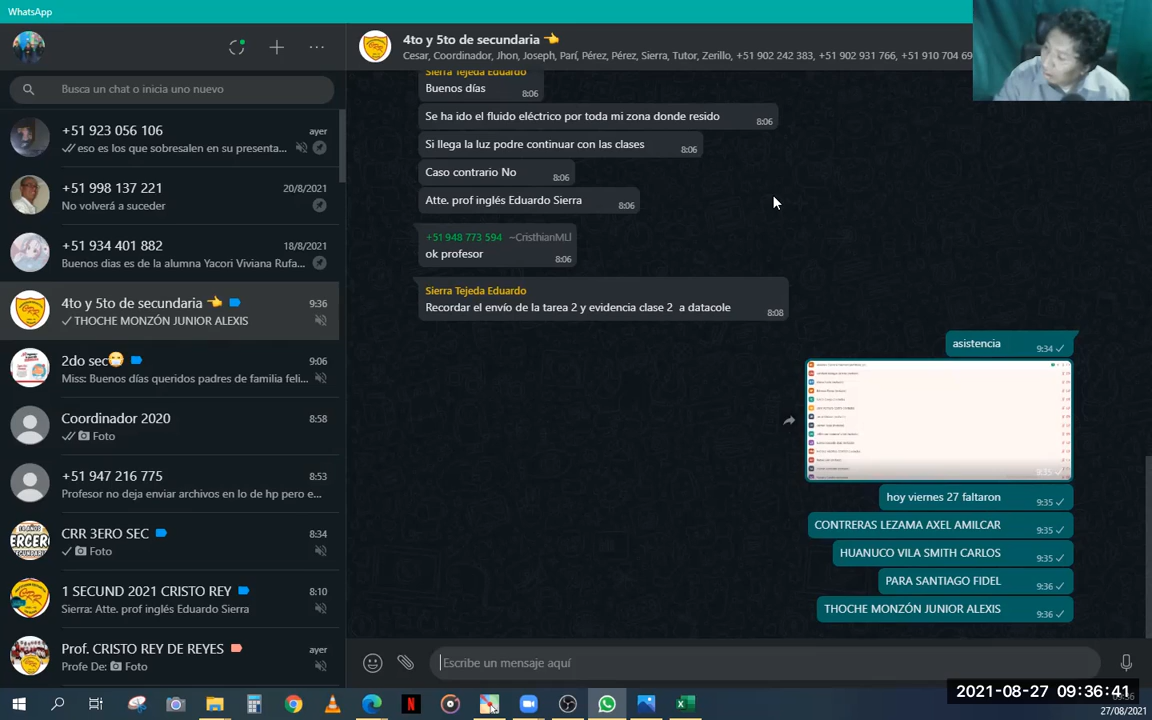 WhatsApp
Busca un chat o inicia uno nuevo
+51 923 056 106
ayer
eso es los que sobresalen en su presenta...
+51 998 137 221
20/8/2021
No volverá a suceder
+51 934 401 882
18/8/2021
Buenos dias es de la alumna Yacori Viviana Rufa...
4to y 5to de secundaria
9:36
THOCHE MONZÓN JUNIOR ALEXIS
2do sec
9:06
Miss: Buenos días queridos padres de familia feli...
Coordinador 2020
8:58
Foto
+51 947 216 775
8:53
Profesor no deja enviar archivos en lo de hp pero e...
CRR 3ERO SEC
8:34
Foto
1 SECUND 2021 CRISTO REY
8:10
Sierra: Atte. prof inglés Eduardo Sierra
Prof. CRISTO REY DE REYES
ayer
Profe De: Foto
4to y 5to de secundaria
Cesar, Coordinador, Jhon, Joseph, Parí, Pérez, Pérez, Sierra, Tutor, Zerillo, +51 902 242 383, +51 902 931 766, +51 910 704 69
Sierra Tejeda Eduardo
Buenos días
8:06
Se ha ido el fluido eléctrico por toda mi zona donde resido
8:06
Si llega la luz podre continuar con las clases
8:06
Caso contrario No
8:06
Atte. prof inglés Eduardo Sierra
8:06
+51 948 773 594 ~CristhianMU
ok profesor
8:06
Sierra Tejeda Eduardo
Recordar el envío de la tarea 2 y evidencia clase 2 a datacole
8:08
asistencia
9:34
9:35
hoy viernes 27 faltaron
9:35
CONTRERAS LEZAMA AXEL AMILCAR
9:35
HUANUCO VILA SMITH CARLOS
9:35
PARA SANTIAGO FIDEL
9:36
THOCHE MONZÓN JUNIOR ALEXIS
9:36
Escribe un mensaje aquí
2021-08-27 09:36:41
27/08/2021